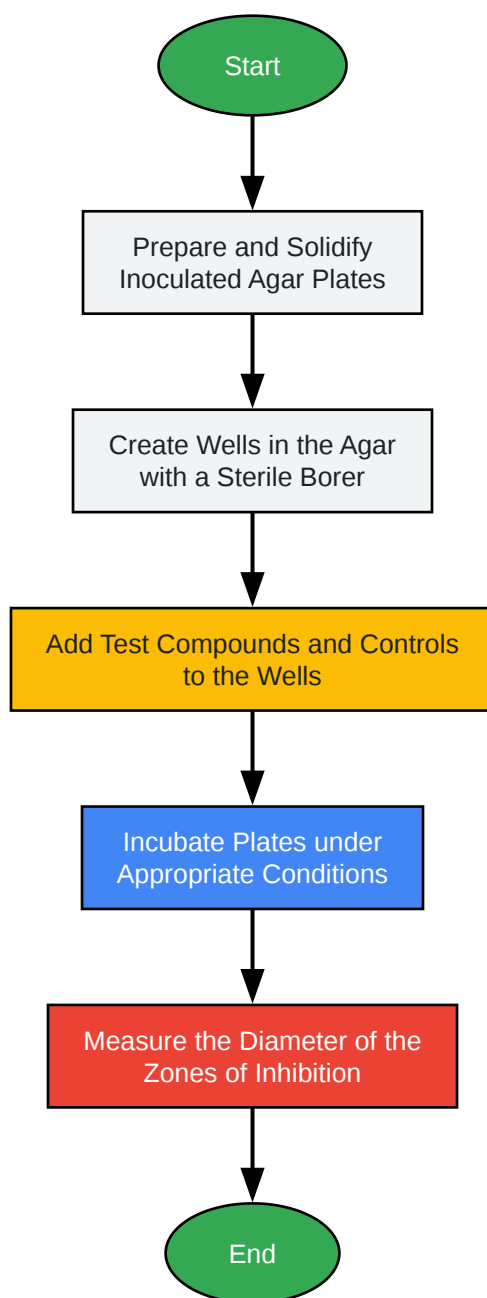 Start
Prepare and Solidify
Inoculated Agar Plates
Create Wells in the Agar
with a Sterile Borer
Add Test Compounds and Controls
to the Wells
Incubate Plates under
Appropriate Conditions
Measure the Diameter of the
Zones of Inhibition
End